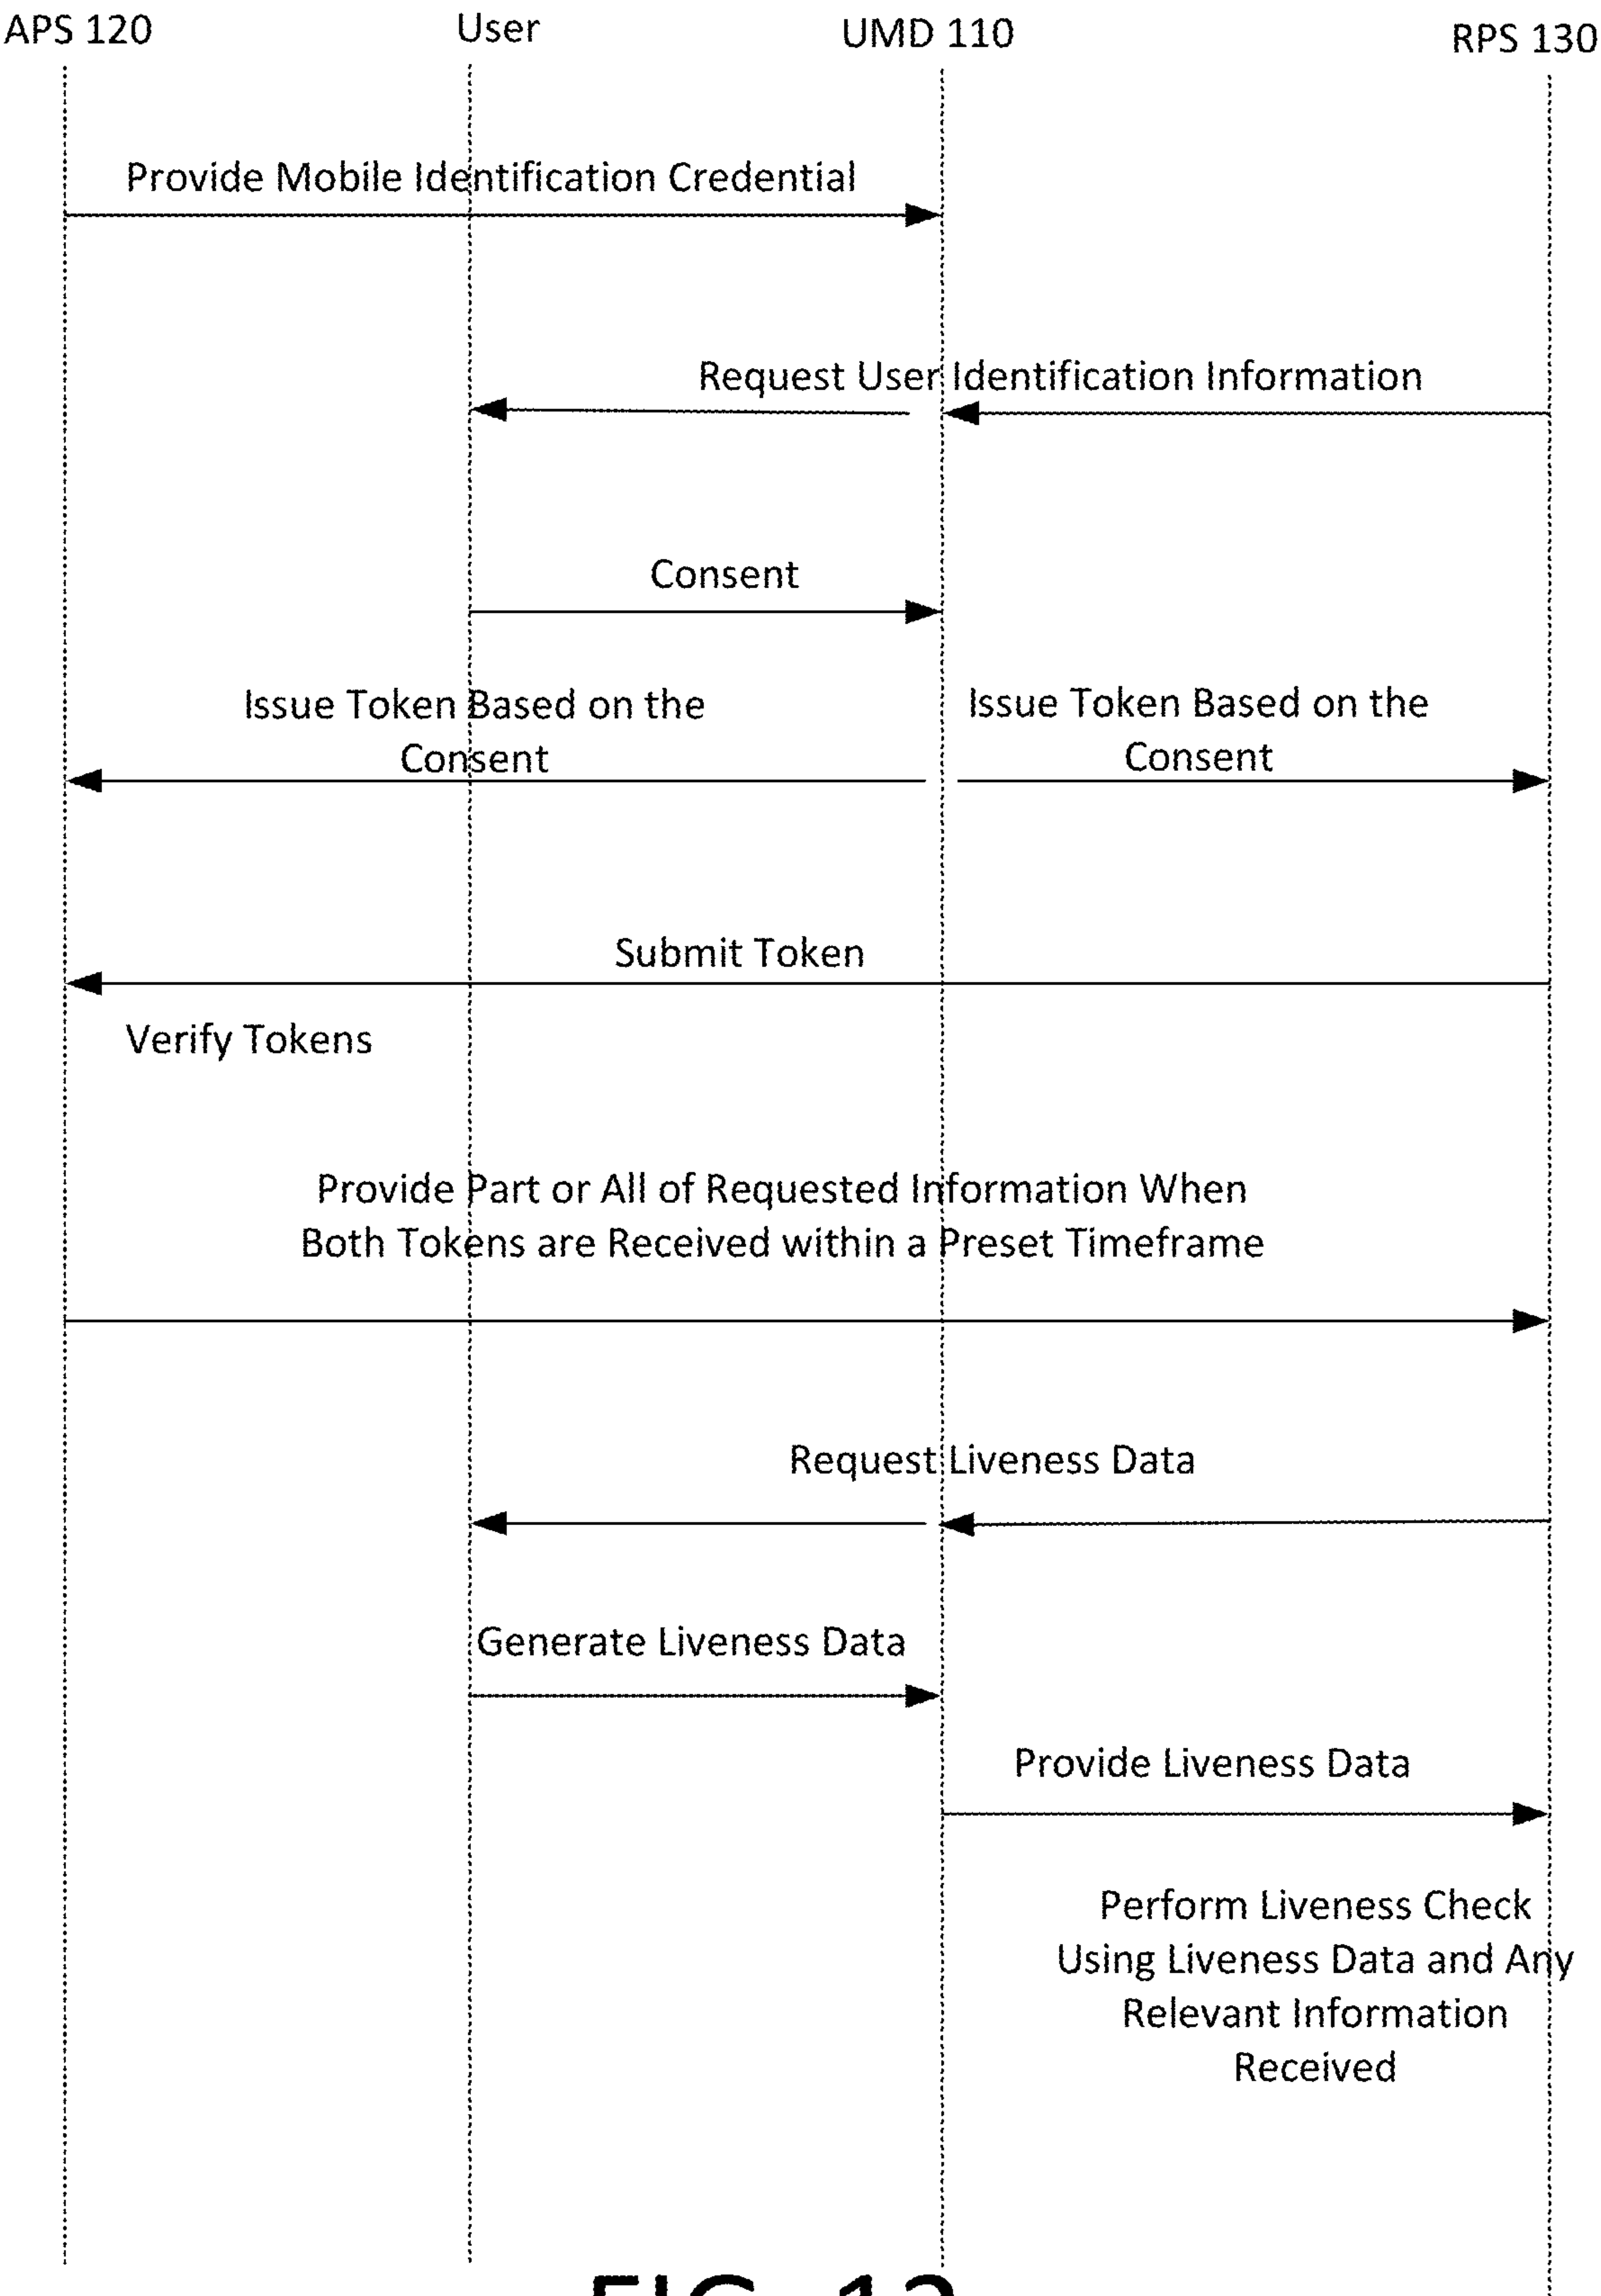 APS 120
User
UMD 110
RPS 130
Provide Mobile Identification Credential
Request User Identification Information
Consent
Issue Token Based on the
Consent
Issue Token Based on the
Consent
Submit Token
Verify Tokens
Provide Part or All of Requested Information When
Both Tokens are Received within a Preset Timeframe
Request Liveness Data
Generate Liveness Data
Provide Liveness Data
Perform Liveness Check
Using Liveness Data and Any
Relevant Information
Received